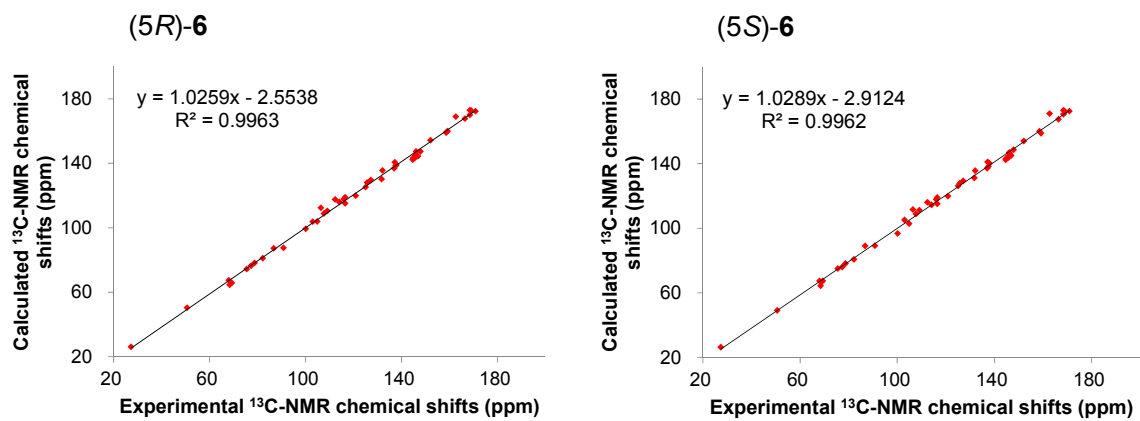 (5R)-6
y = 1.0259x - 2.5538
R² = 0.9963
Calculated ¹³C-NMR chemical
shifts (ppm)
180
140
100
60
20
20 60 100 140 180
Experimental ¹³C-NMR chemical shifts (ppm)
(5S)-6
y = 1.0289x - 2.9124
R² = 0.9962
Calculated ¹³C-NMR chemical
shifts (ppm)
180
140
100
60
20
20 60 100 140 180
Experimental ¹³C-NMR chemical shifts (ppm)